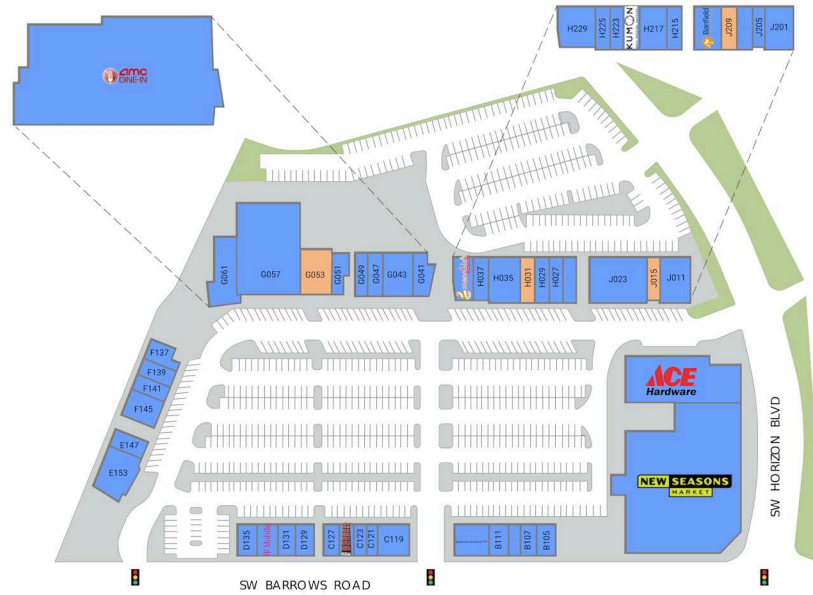 amc
DINE-IN
H229
H225
H223
KUMON
H217
H215
Banfield
J209
J205
J201
G061
G057
G053
G051
G049
G047
G043
G041
H037
H035
H031
H029
H027
J023
J015
J011
F137
F139
F141
F145
E147
E153
ACE
Hardware
NEW SEASONS
MARKET
SW HORIZON BLVD
D135
D131
D129
C127
C123
C121
C119
B111
B107
B105
SW BARROWS ROAD